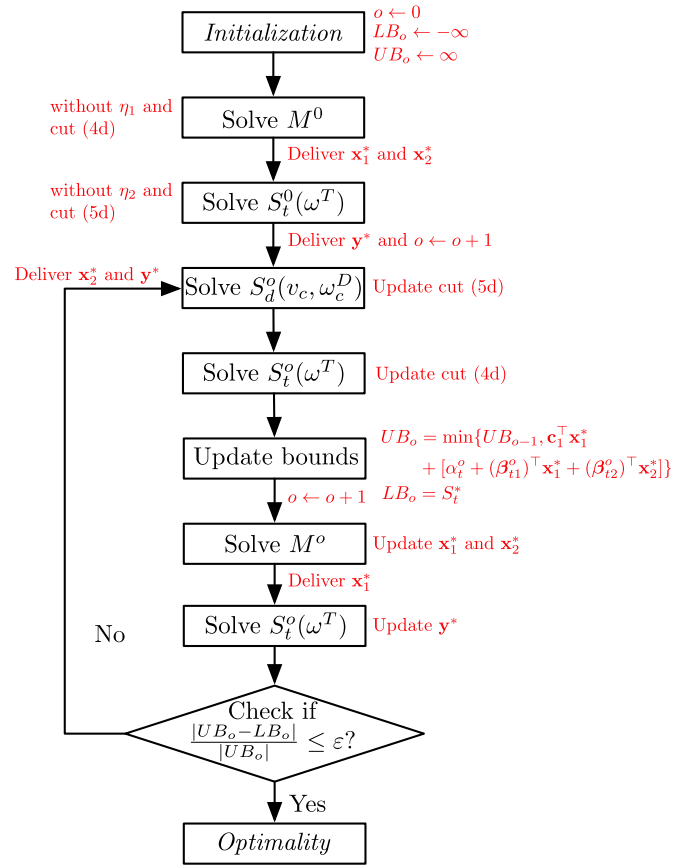 Initialization
o ← 0
LB_o ← −∞
UB_o ← ∞
without η_1 and
cut (4d)
Solve M^0
Deliver x_1^* and x_2^*
without η_2 and
cut (5d)
Solve S_t^0(ω^T)
Deliver y^* and o ← o + 1
Deliver x_2^* and y^*
Solve S_d^o(v_c, ω_c^D)
Update cut (5d)
Solve S_t^o(ω^T)
Update cut (4d)
Update bounds
UB_o = min{UB_{o−1}, c_1^⊤ x_1^*
+ [α_t^o + (β_{t1}^o)^⊤ x_1^* + (β_{t2}^o)^⊤ x_2^*]}
o ← o + 1
LB_o = S_t^*
Solve M^o
Update x_1^* and x_2^*
Deliver x_1^*
Solve S_t^o(ω^T)
Update y^*
No
Check if
|UB_o−LB_o|
/|UB_o| ≤ ε?
Yes
Optimality